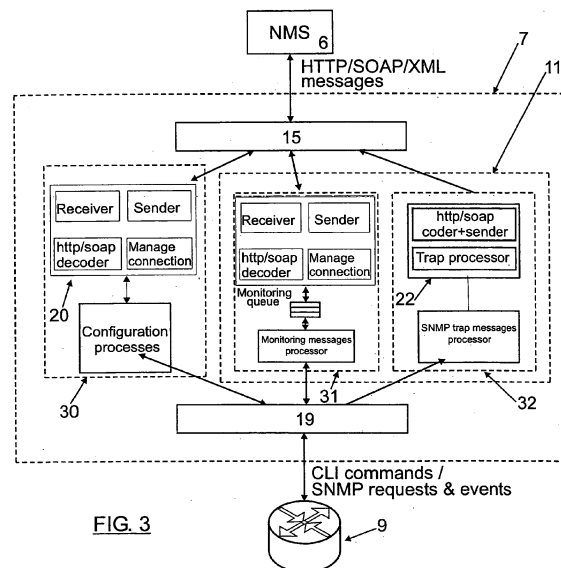 NMS
6
HTTP/SOAP/XML
messages
7
11
15
Receiver
Sender
http/soap
decoder
Manage
connection
20
Configuration
processes
30
Receiver
Sender
http/soap
decoder
Manage
connection
Monitoring
queue
Monitoring messages
processor
31
http/soap
coder+sender
Trap processor
22
SNMP trap messages
processor
32
19
CLI commands /
SNMP requests & events
FIG. 3
9